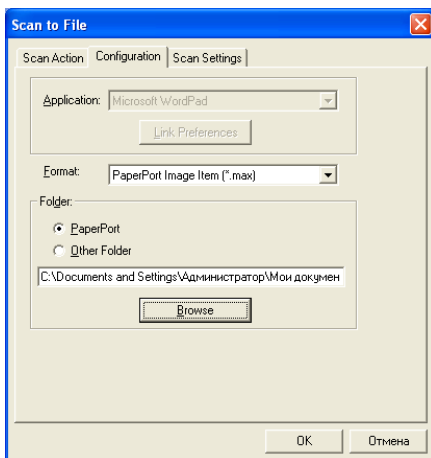 Scan to File
Scan Action Configuration Scan Settings
Application: Microsoft WordPad
Link Preferences
Format: PaperPort Image Item (*.max)
Folder:
PaperPort
Other Folder
C:\Documents and Settings\Администратор\Мои докумен
Browse
OK Отмена